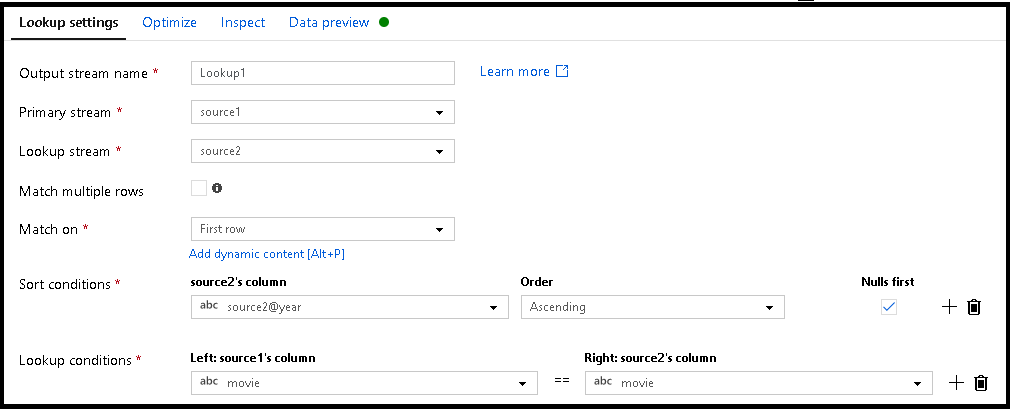 Lookup settings Optimize Inspect Data preview
Output stream name * Lookup1 Learn more
Primary stream * source1
Lookup stream * source2
Match multiple rows
Match on * First row
Add dynamic content [Alt+P]
Sort conditions * source2's column Order Nulls first
abc source2@year Ascending
Lookup conditions * Left: source1's column Right: source2's column
abc movie == abc movie